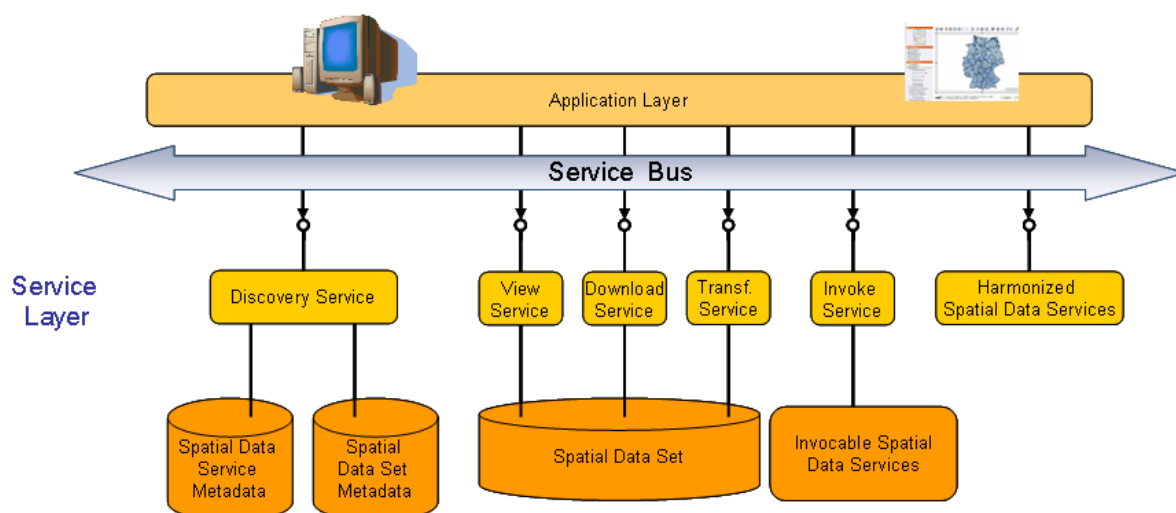 Application Layer
Service Bus
Service
Layer
Discovery Service
View
Service
Download
Service
Transf.
Service
Invoke
Service
Harmonized
Spatial Data Services
Spatial Data
Service
Metadata
Spatial
Data Set
Metadata
Spatial Data Set
Invocable Spatial
Data Services